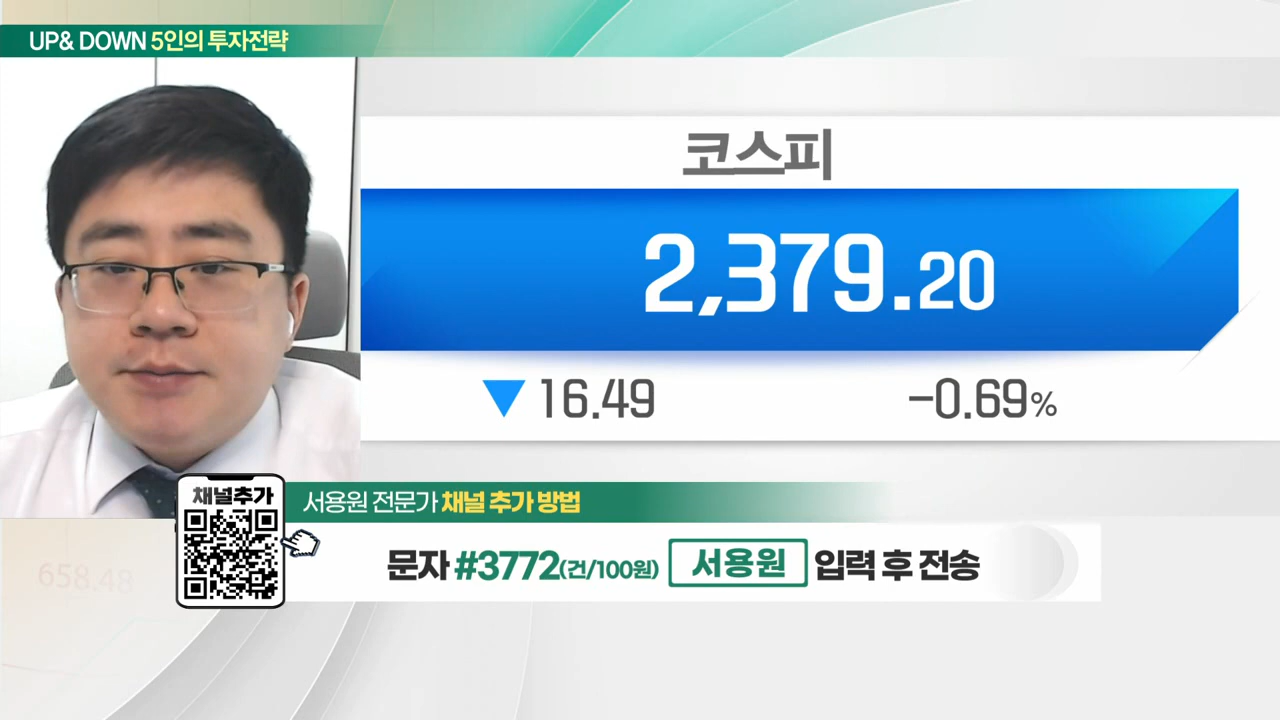 UP& DOWN 5인의 투자전략
코스피
2,379.20
▼ 16.49 -0.69%
채널추가
서용원 전문가 채널 추가 방법
문자 #3772(건/100원) 서용원 입력 후 전송
658.48